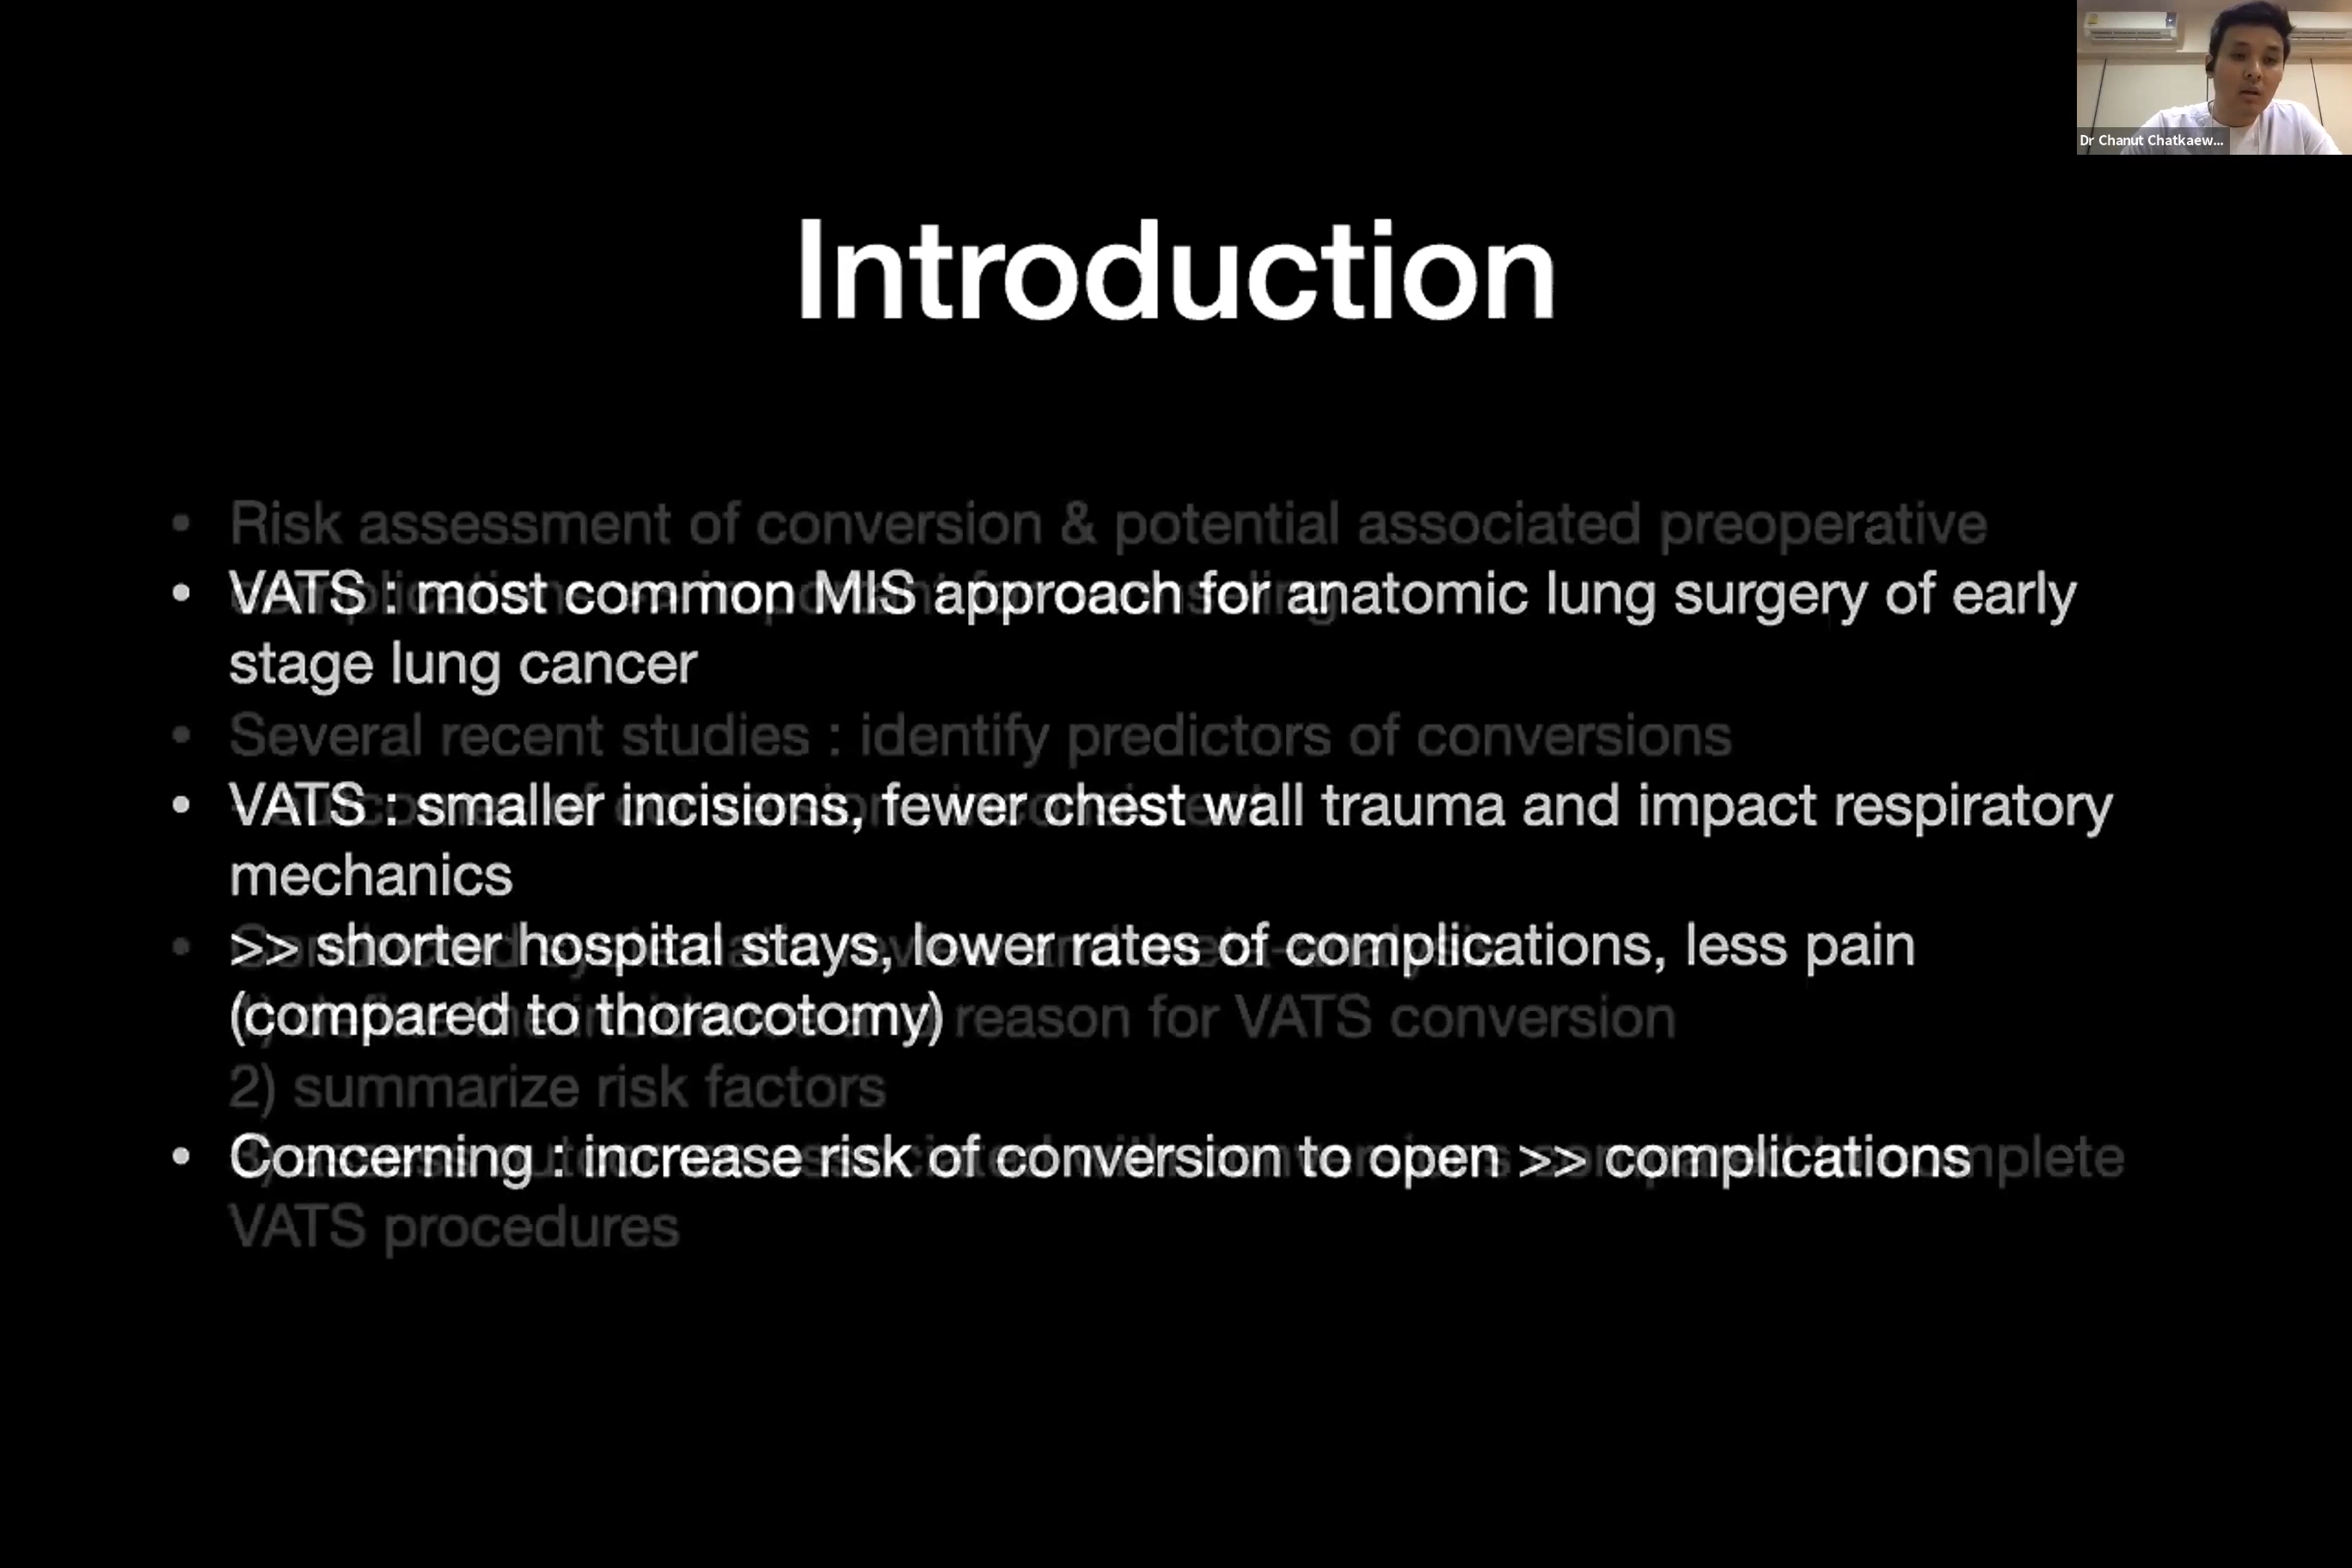 Dr Chanut Chatkaew...
Introduction
• Risk assessment of conversion & potential associated preoperative
• VATS : most common MIS approach for anatomic lung surgery of early
stage lung cancer
• Several recent studies : identify predictors of conversions
• VATS : smaller incisions, fewer chest wall trauma and impact respiratory
mechanics
• >> shorter hospital stays, lower rates of complications, less pain
(compared to thoracotomy) reason for VATS conversion
2) summarize risk factors
• Concerning : increase risk of conversion to open >> complications
VATS procedures